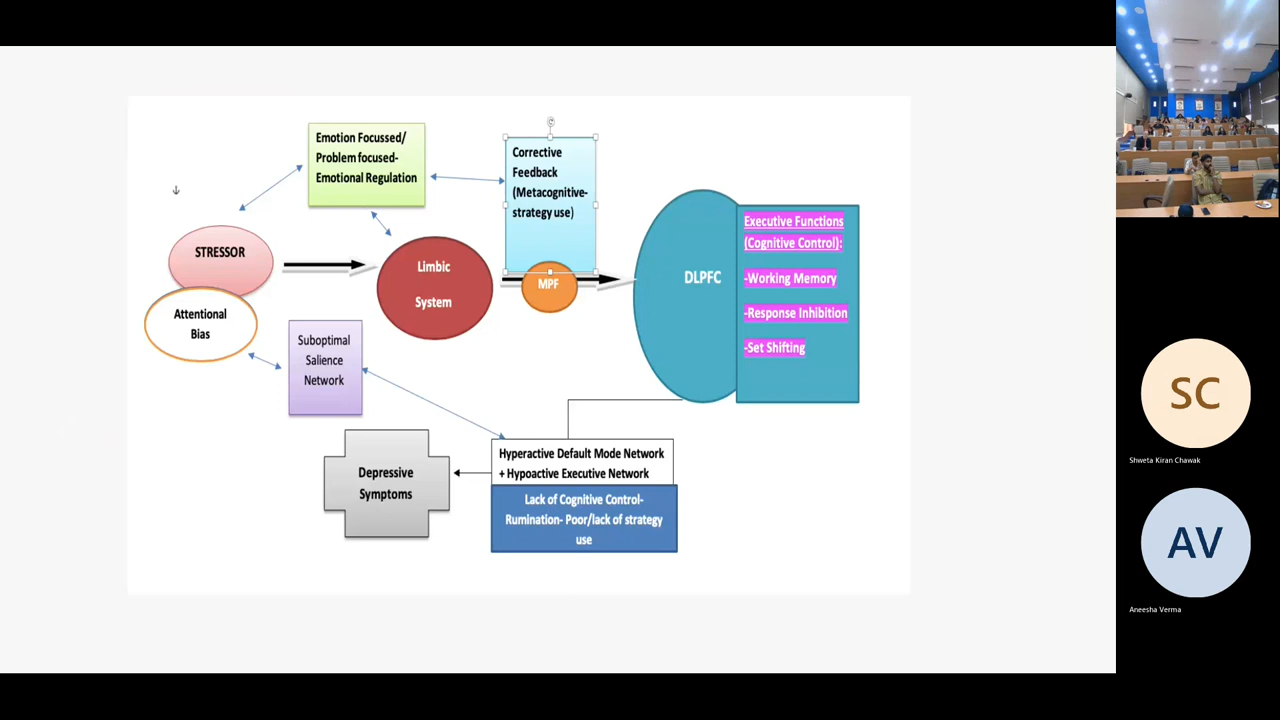 Emotion Focussed/
Problem focused-
Emotional Regulation
Corrective
Feedback
(Metacognitive-
strategy use)
STRESSOR
Attentional
Bias
Limbic
System
MPF
DLPFC
Executive Functions
(Cognitive Control):
-Working Memory
-Response Inhibition
-Set Shifting
Suboptimal
Salience
Network
Depressive
Symptoms
Hyperactive Default Mode Network
+ Hypoactive Executive Network
Lack of Cognitive Control-
Rumination- Poor/lack of strategy
use
SC
Shweta Kiran Chawak
AV
Aneesha Verma